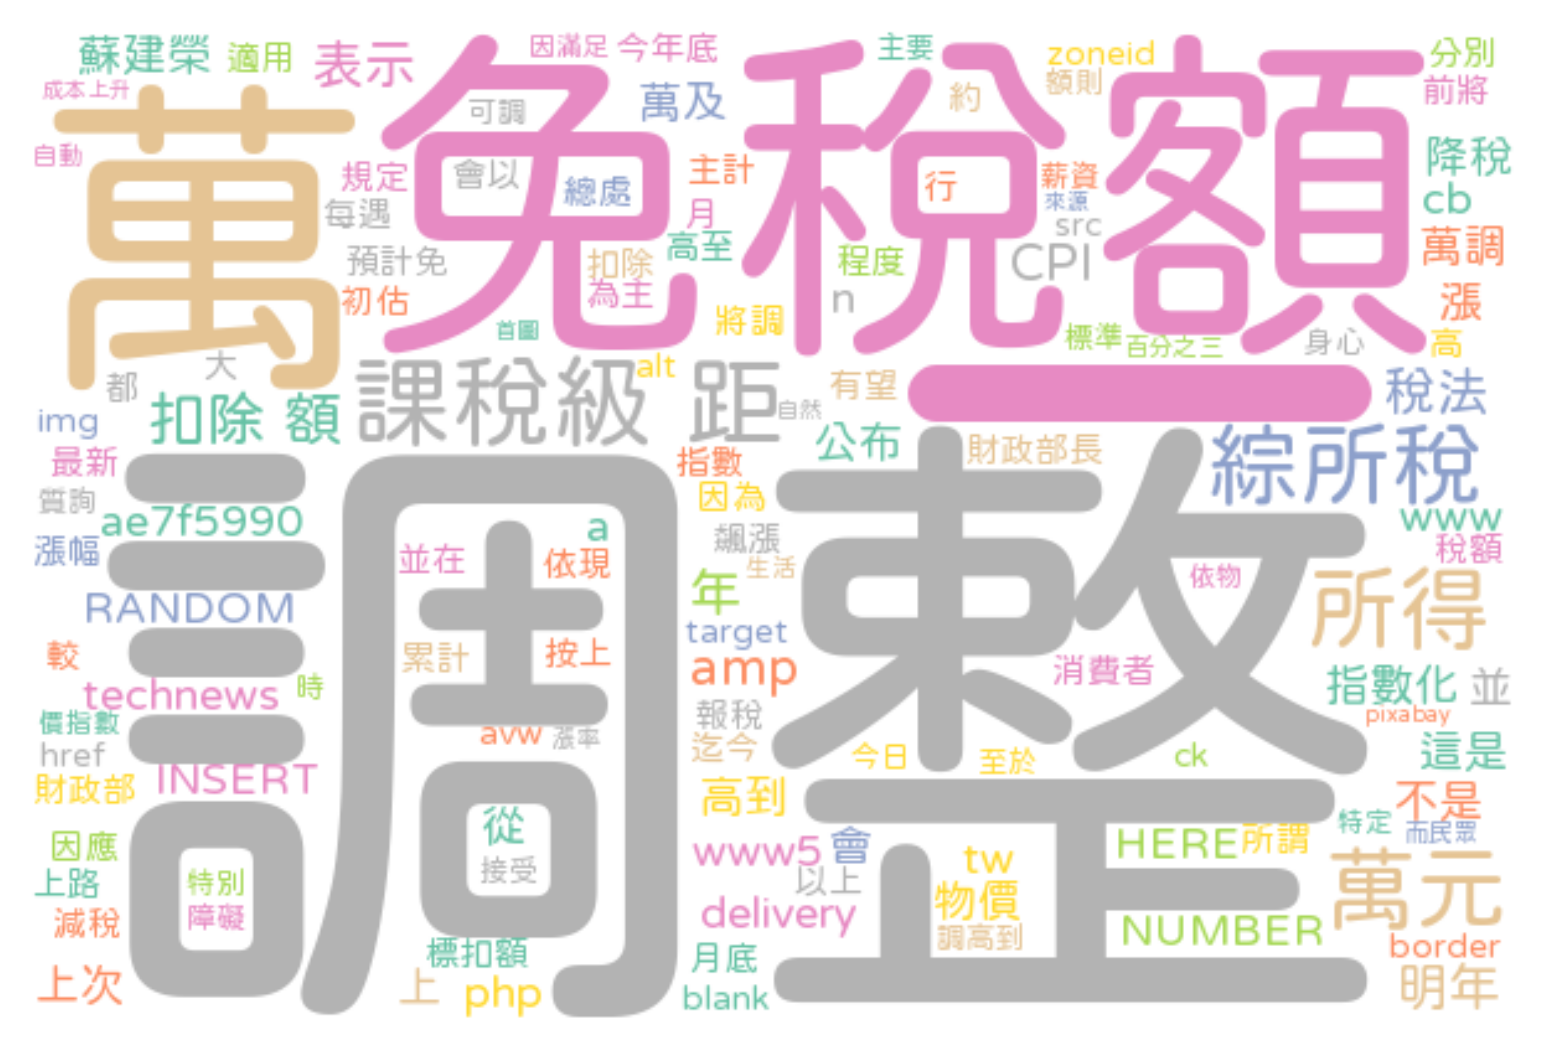 蘇建榮
適用
表示
因滿足
今年底
主要
zoneid
分別
成本上升
萬
免稅額
可調
萬及
約
額則
前將
自動
規定
會以
總處
主計
行
薪資
來源
降稅
cb
每遇
月
src
預計免
扣除
高至
程度
CPI
萬調
初估
為主
n
漲
首圖
將調
標準
百分之三
身心
高
大
都
課稅級 距
alt
有望
一
自然
稅法
img
扣除 額
公布
財政部長
綜所稅
最新
指數
質詢
ae7f5990
調整
a
因為
www
漲幅
並在
依現
飆漲
生活
依物
稅額
RANDOM
年
所得
target
較
累計
按上
amp
消費者
指數化
並
technews
時
價指數
avw
漲率
報稅
pixabay
href
迄今
今日
至於
ck
這是
財政部
INSERT
高到
不是
因應
從
www5
會
tw
HERE
所謂
特定
而民眾
上路
特別
接受
以上
物價
萬元
減稅
障礙
delivery
調高到
NUMBER
標扣額
月底
border
上次
上
php
blank
明年